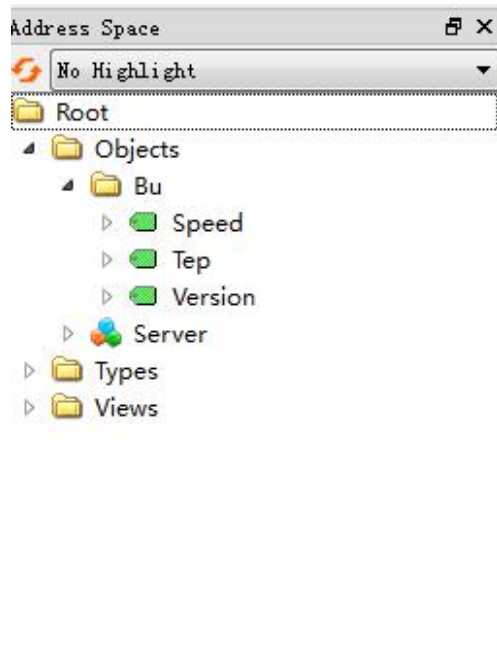 Address Space
No Highlight
Root
Objects
Bu
Speed
Tep
Version
Server
Types
Views